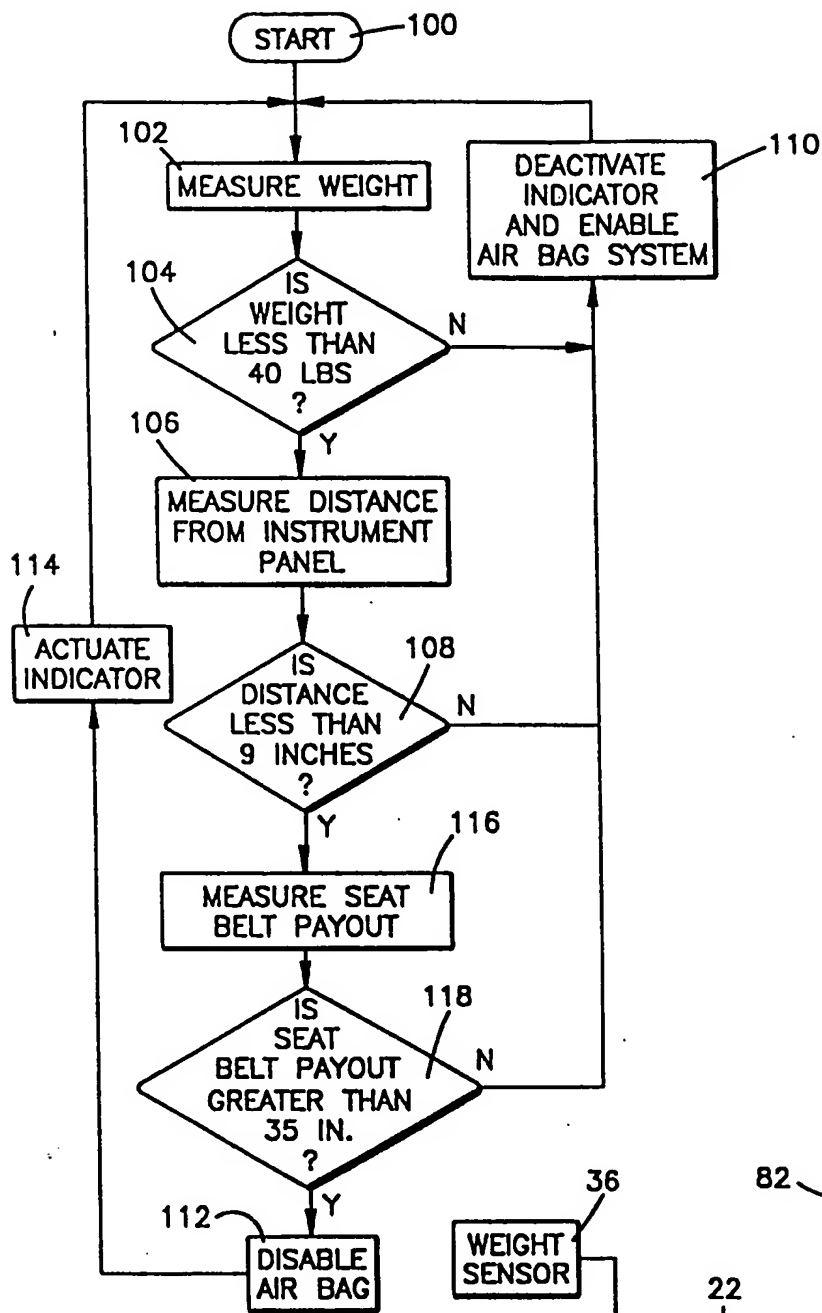 START
100
102
MEASURE WEIGHT
DEACTIVATE
INDICATOR
AND ENABLE
AIR BAG SYSTEM
110
104
IS
WEIGHT
LESS THAN
40 LBS
?
N
Y
106
MEASURE DISTANCE
FROM INSTRUMENT
PANEL
114
ACTUATE
INDICATOR
IS
DISTANCE
LESS THAN
9 INCHES
?
108
N
Y
116
MEASURE SEAT
BELT PAYOUT
IS
SEAT
BELT PAYOUT
GREATER THAN
35 IN.
?
118
N
Y
112
DISABLE
AIR BAG
36
WEIGHT
SENSOR
82
22